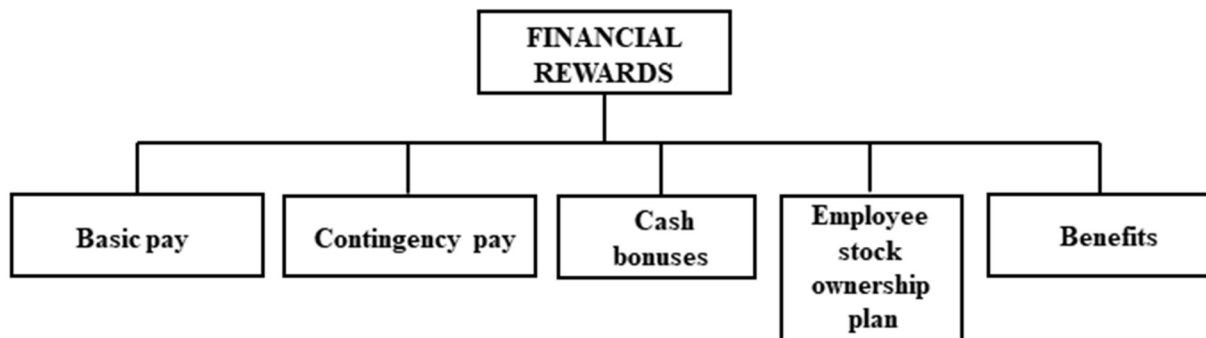 FINANCIAL
REWARDS
Basic pay
Contingency pay
Cash
bonuses
Employee
stock
ownership
plan
Benefits